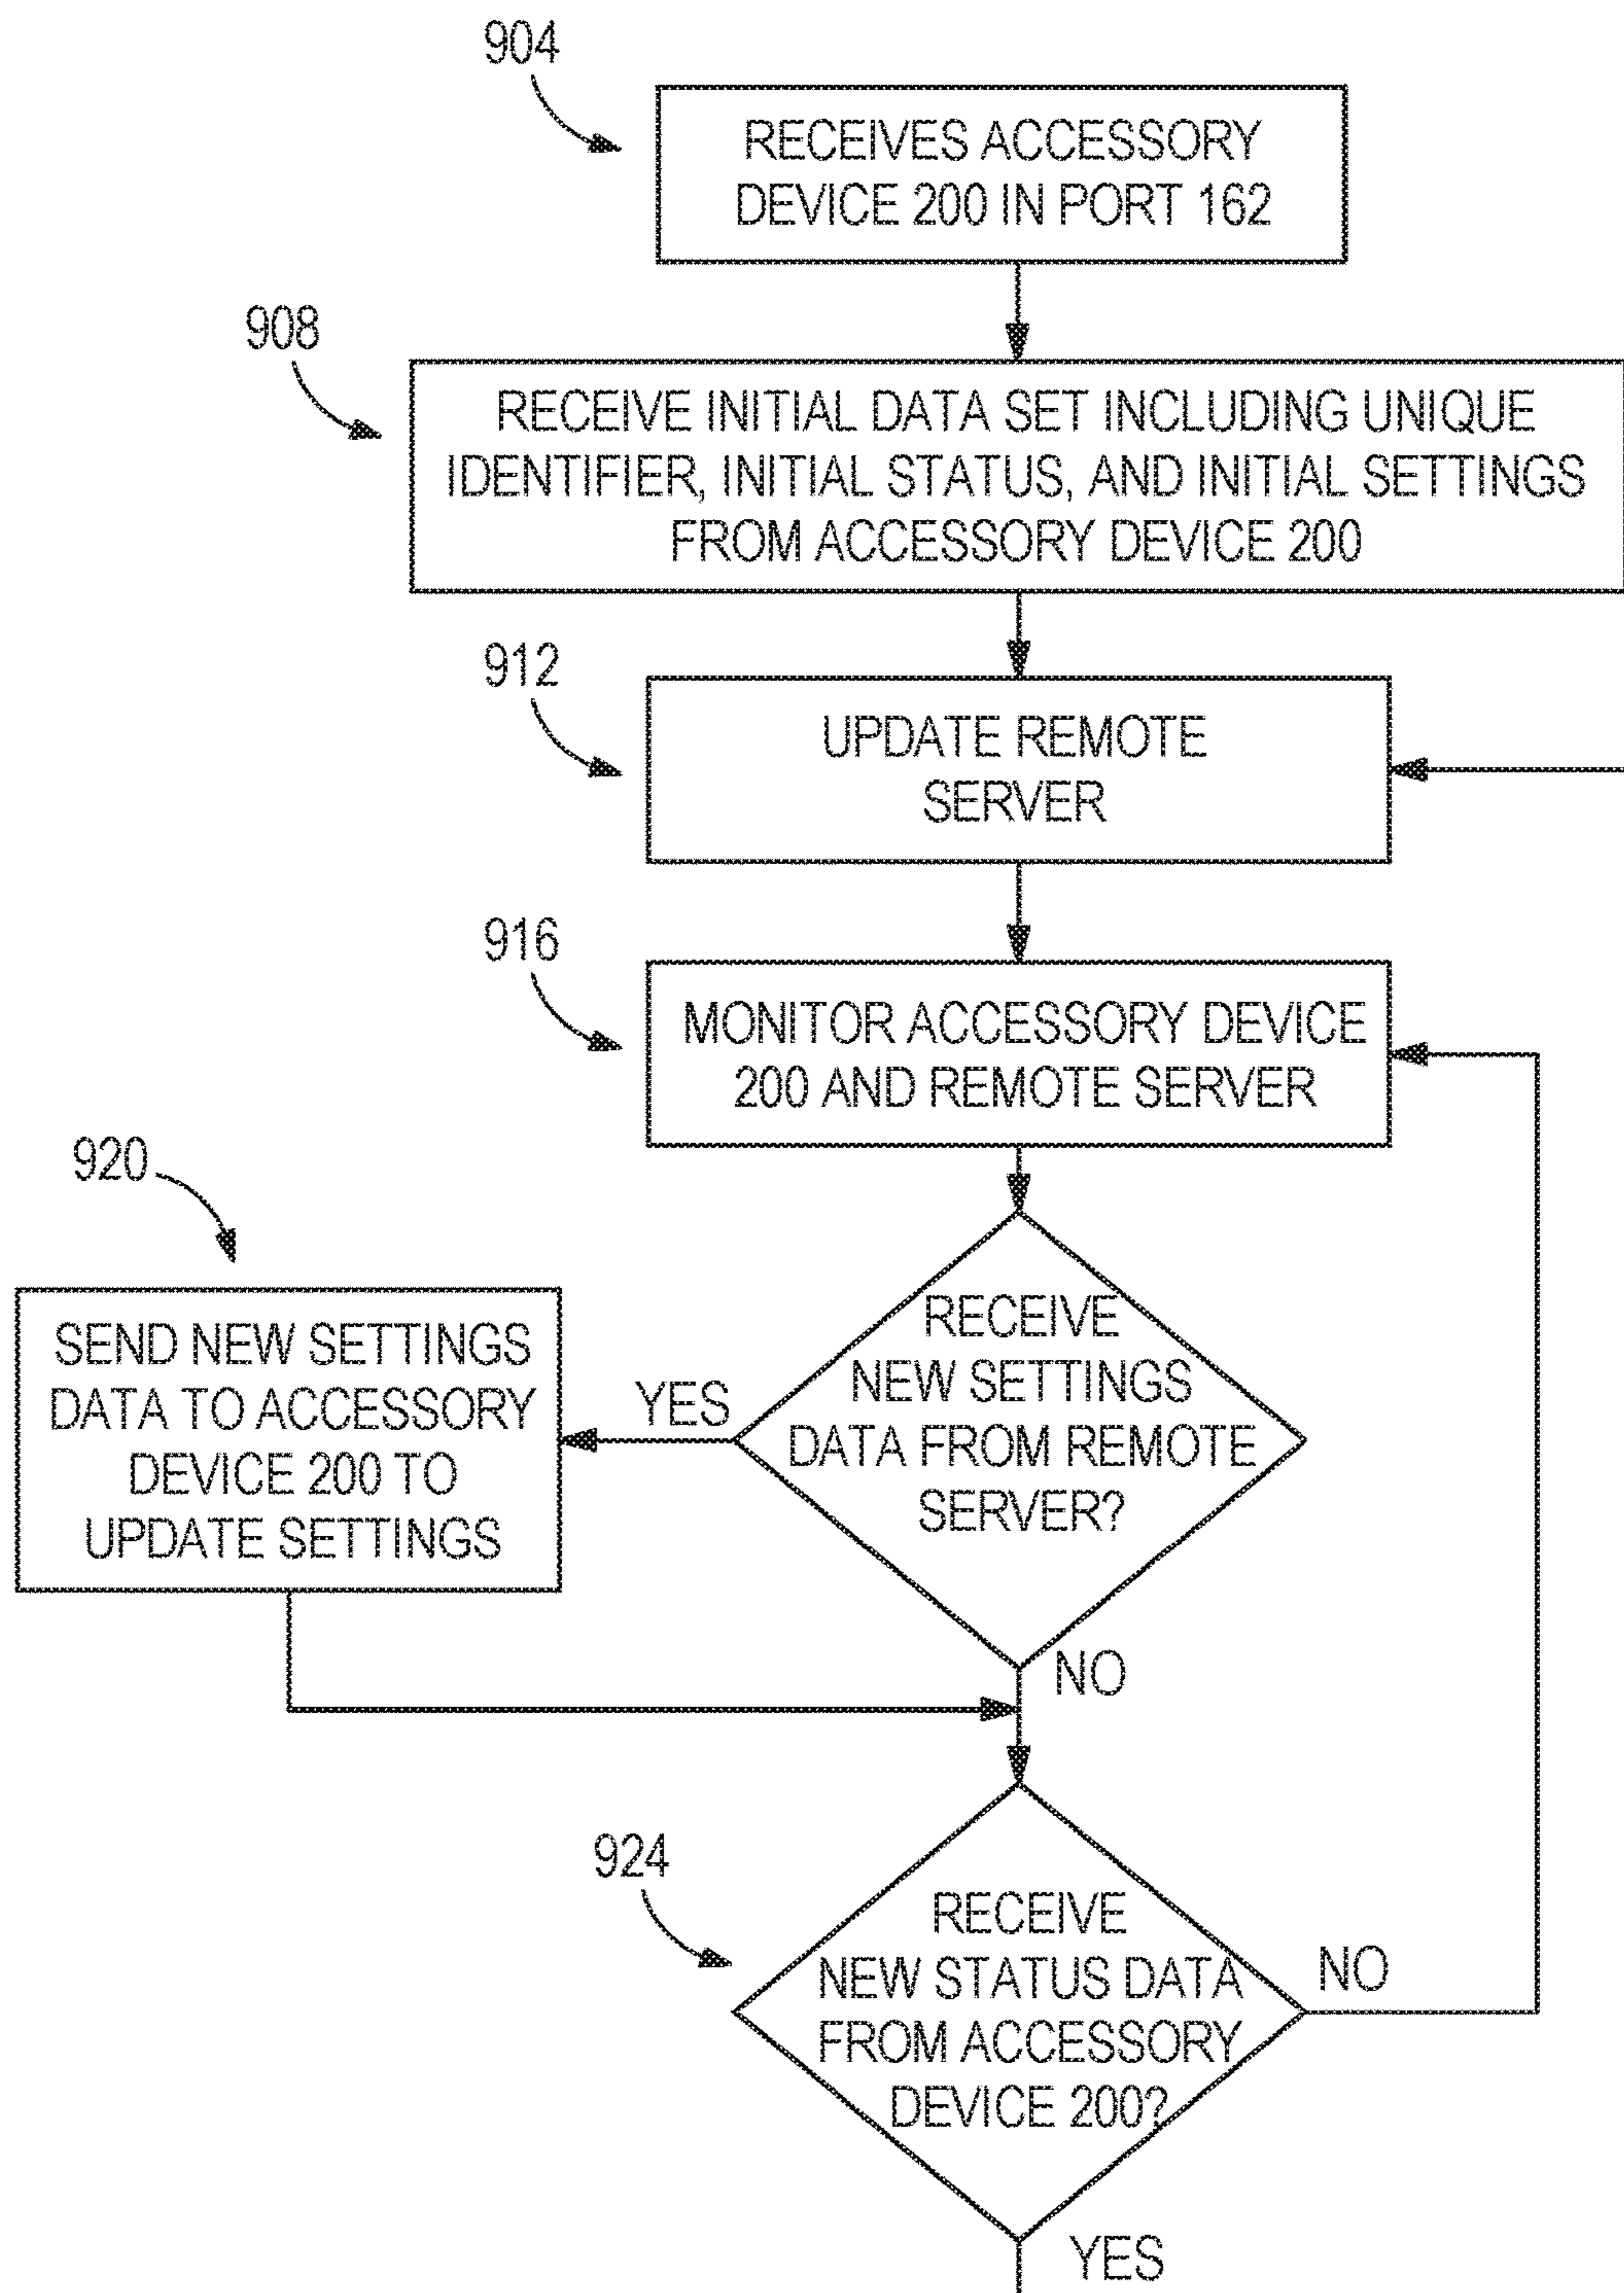 904
RECEIVES ACCESSORY
DEVICE 200 IN PORT 162
908
RECEIVE INITIAL DATA SET INCLUDING UNIQUE
IDENTIFIER, INITIAL STATUS, AND INITIAL SETTINGS
FROM ACCESSORY DEVICE 200
912
UPDATE REMOTE
SERVER
916
MONITOR ACCESSORY DEVICE
200 AND REMOTE SERVER
920
SEND NEW SETTINGS
DATA TO ACCESSORY
DEVICE 200 TO
UPDATE SETTINGS
YES
RECEIVE
NEW SETTINGS
DATA FROM REMOTE
SERVER?
NO
924
RECEIVE
NEW STATUS DATA
FROM ACCESSORY
DEVICE 200?
NO
YES